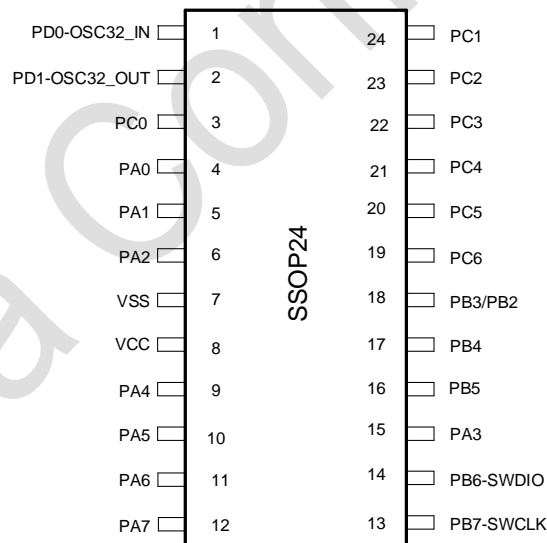 PD0-OSC32_IN 1 24 PC1
PD1-OSC32_OUT 2 23 PC2
PC0 3 22 PC3
PA0 4 21 PC4
PA1 5 20 PC5
PA2 6 19 PC6
SSOP24
VSS 7 18 PB3/PB2
VCC 8 17 PB4
PA4 9 16 PB5
PA5 10 15 PA3
PA6 11 14 PB6-SWDIO
PA7 12 13 PB7-SWCLK